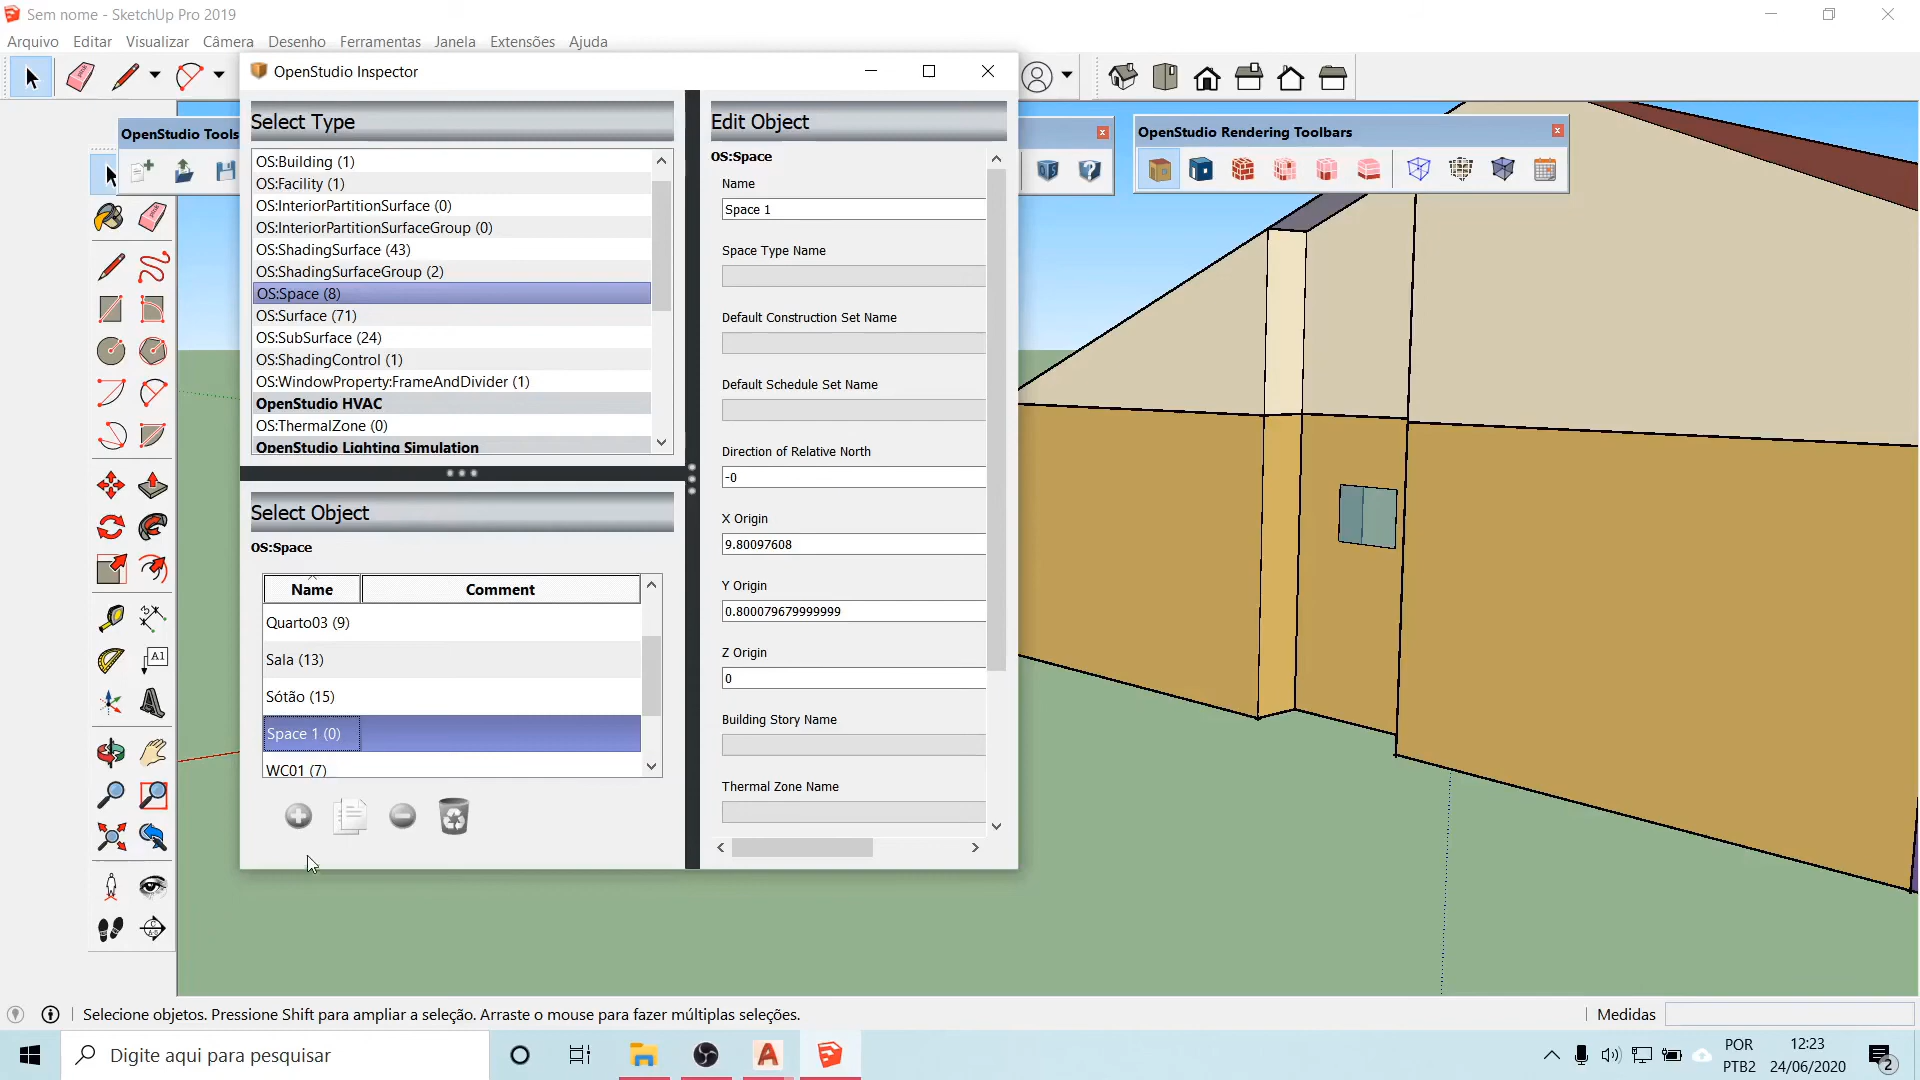 Sem nome - SketchUp Pro 2019
Arquivo Editar Visualizar Câmera Desenho Ferramentas Janela Extensões Ajuda
OpenStudio Inspector
OpenStudio Tools
OpenStudio Rendering Toolbars
Select Type
OS:Building (1)
OS:Facility (1)
OS:InteriorPartitionSurface (0)
OS:InteriorPartitionSurfaceGroup (0)
OS:ShadingSurface (43)
OS:ShadingSurfaceGroup (2)
OS:Space (8)
OS:Surface (71)
OS:SubSurface (24)
OS:ShadingControl (1)
OS:WindowProperty:FrameAndDivider (1)
OpenStudio HVAC
OS:ThermalZone (0)
OpenStudio Lighting Simulation
Select Object
OS:Space
Name Comment
Quarto03 (9)
Sala (13)
Sótão (15)
Space 1 (0)
WC01 (7)
Edit Object
OS:Space
Name
Space 1
Space Type Name
Default Construction Set Name
Default Schedule Set Name
Direction of Relative North
-0
X Origin
9.80097608
Y Origin
0.800079679999999
Z Origin
0
Building Story Name
Thermal Zone Name
A1
Selecione objetos. Pressione Shift para ampliar a seleção. Arraste o mouse para fazer múltiplas seleções.
Medidas
Digite aqui para pesquisar
POR
PTB2
12:23
24/06/2020
2